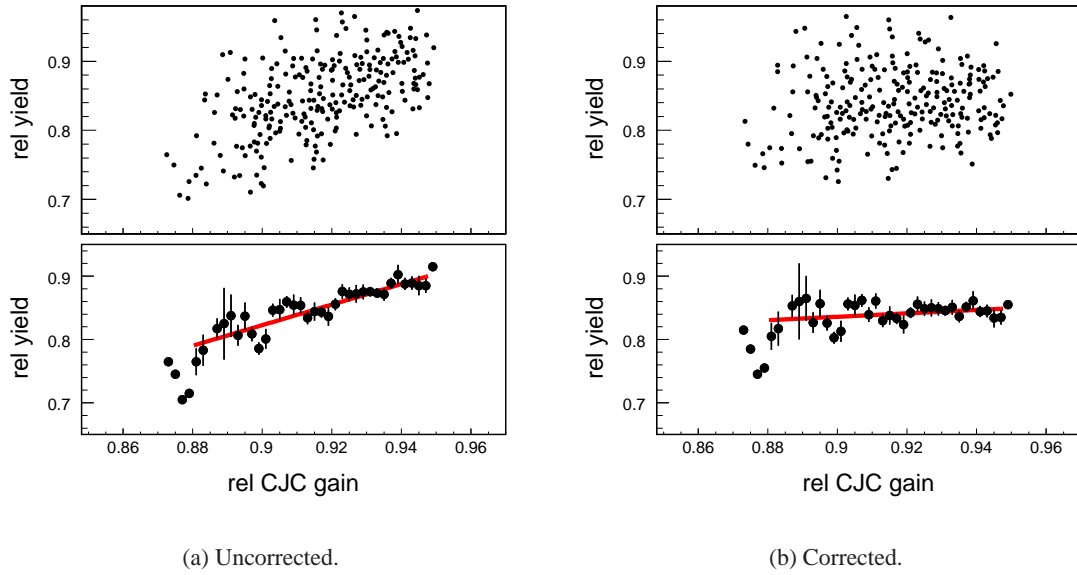 rel yield
0.9
0.8
0.7
rel yield
0.9
0.8
0.7
0.86 0.88 0.9 0.92 0.94 0.96
rel CJC gain
(a) Uncorrected.
rel yield
0.9
0.8
0.7
rel yield
0.9
0.8
0.7
0.86 0.88 0.9 0.92 0.94 0.96
rel CJC gain
(b) Corrected.